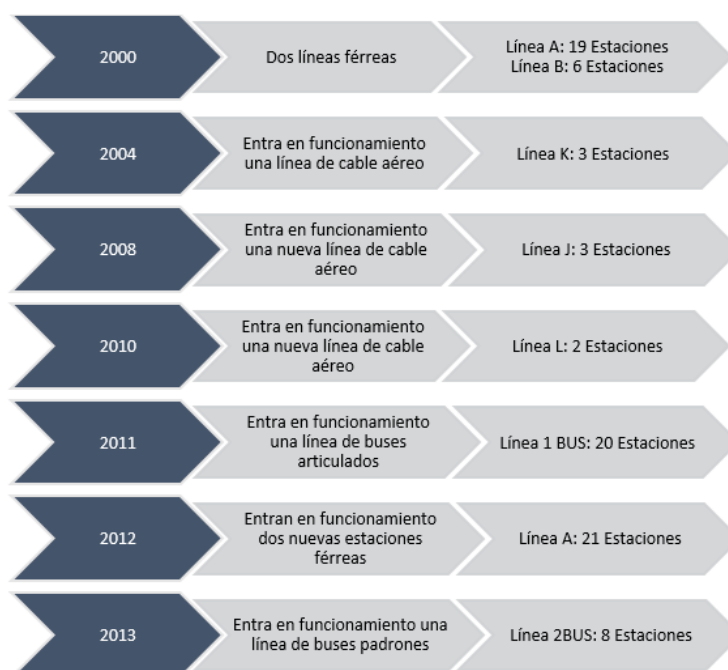 2000
Dos líneas férreas
Línea A: 19 Estaciones
Línea B: 6 Estaciones
2004
Entra en funcionamiento
una línea de cable aéreo
Línea K: 3 Estaciones
2008
Entra en funcionamiento
una nueva línea de cable
aéreo
Línea J: 3 Estaciones
2010
Entra en funcionamiento
una nueva línea de cable
aéreo
Línea L: 2 Estaciones
2011
Entra en funcionamiento
una línea de buses
articulados
Línea 1 BUS: 20 Estaciones
2012
Entran en funcionamiento
dos nuevas estaciones
férreas
Línea A: 21 Estaciones
2013
Entra en funcionamiento una
línea de buses padrones
Línea 2BUS: 8 Estaciones